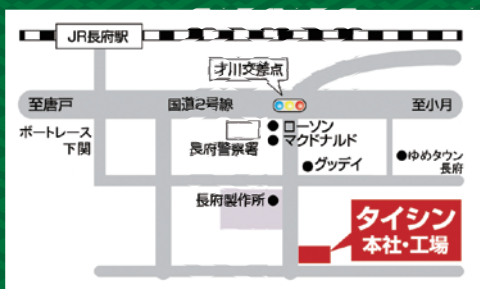 JR長府駅
才川交差点
至唐戸
国道2号線
至小月
ボートレース
下関
長府警察署
●ローソン
●マクドナルド
●グッデイ
●ゆめタウン
長府
長府製作所●
タイシン
本社・工場